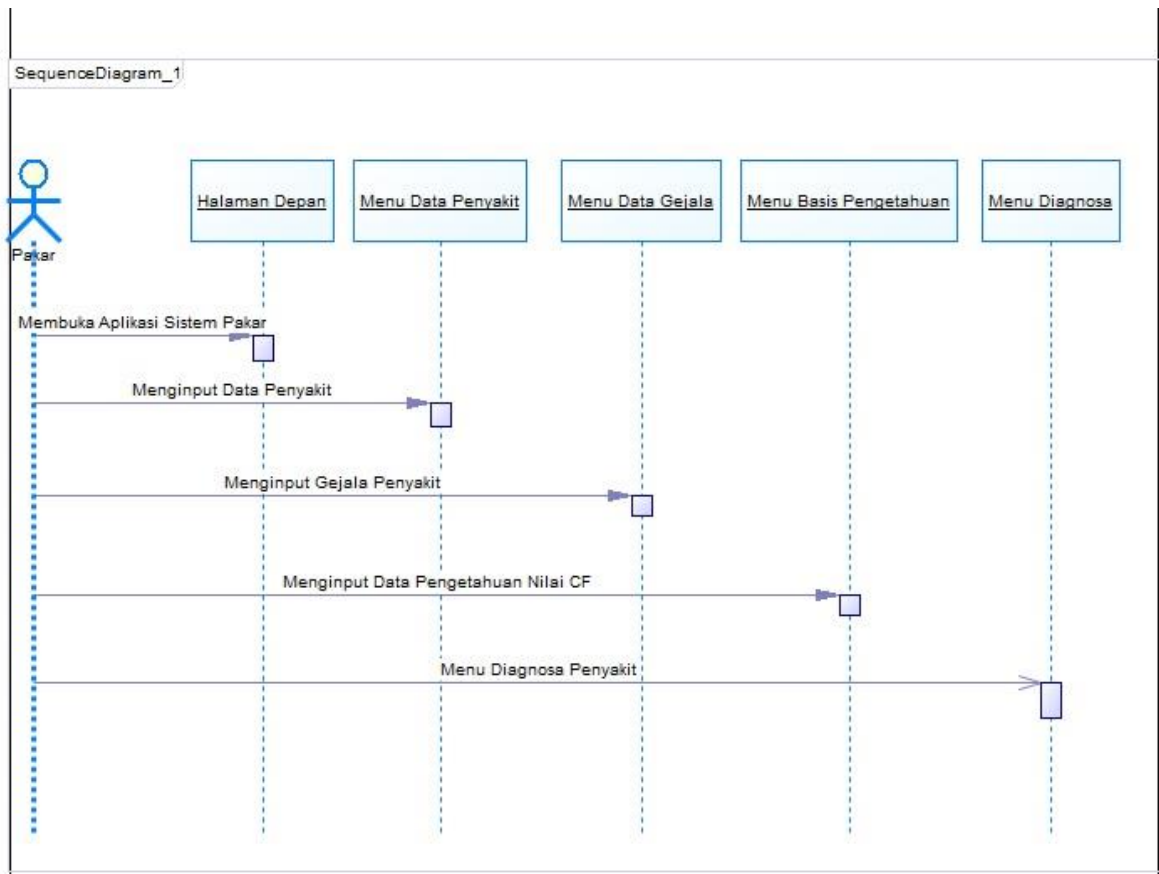 SequenceDiagram_1
Halaman Depan
Menu Data Penyakit
Menu Data Gejala
Menu Basis Pengetahuan
Menu Diagnosa
Pakar
Membuka Aplikasi Sistem Pakar
Menginput Data Penyakit
Menginput Gejala Penyakit
Menginput Data Pengetahuan Nilai CF
Menu Diagnosa Penyakit